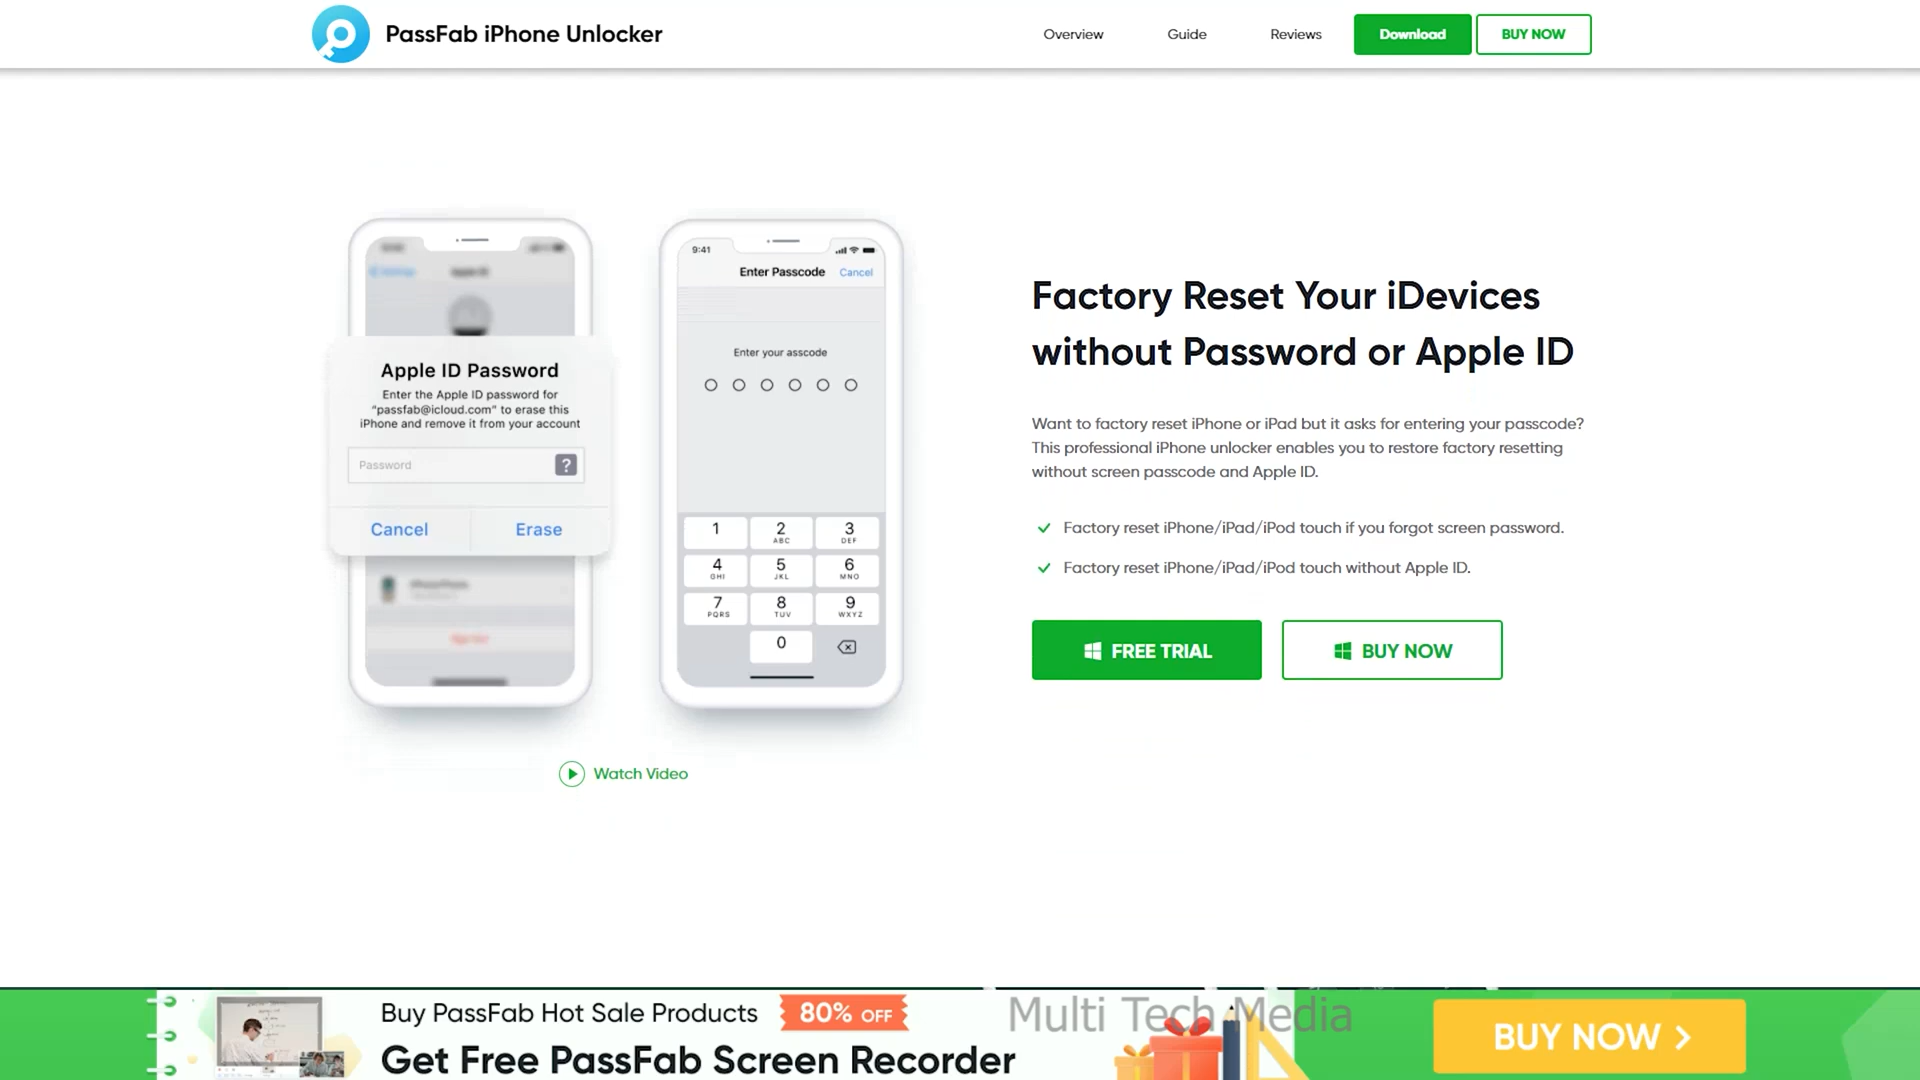 PassFab iPhone Unlocker
Overview
Guide
Reviews
Download
BUY NOW
9:41
Enter Passcode
Cancel
Enter your asscode
1
2
ABC
3
DEF
4
GHI
5
JKL
6
MNO
7
PQRS
8
TUV
9
WXYZ
0
Apple ID Password
Enter the Apple ID password for
"passfab@icloud.com" to erase this
iPhone and remove it from your account
Password
?
Cancel
Erase
Watch Video
Factory Reset Your iDevices
without Password or Apple ID
Want to factory reset iPhone or iPad but it asks for entering your passcode?
This professional iPhone unlocker enables you to restore factory resetting
without screen passcode and Apple ID.
Factory reset iPhone/iPad/iPod touch if you forgot screen password.
Factory reset iPhone/iPad/iPod touch without Apple ID.
FREE TRIAL
BUY NOW
Buy PassFab Hot Sale Products
80% OFF
Get Free PassFab Screen Recorder
Multi Tech Media
BUY NOW